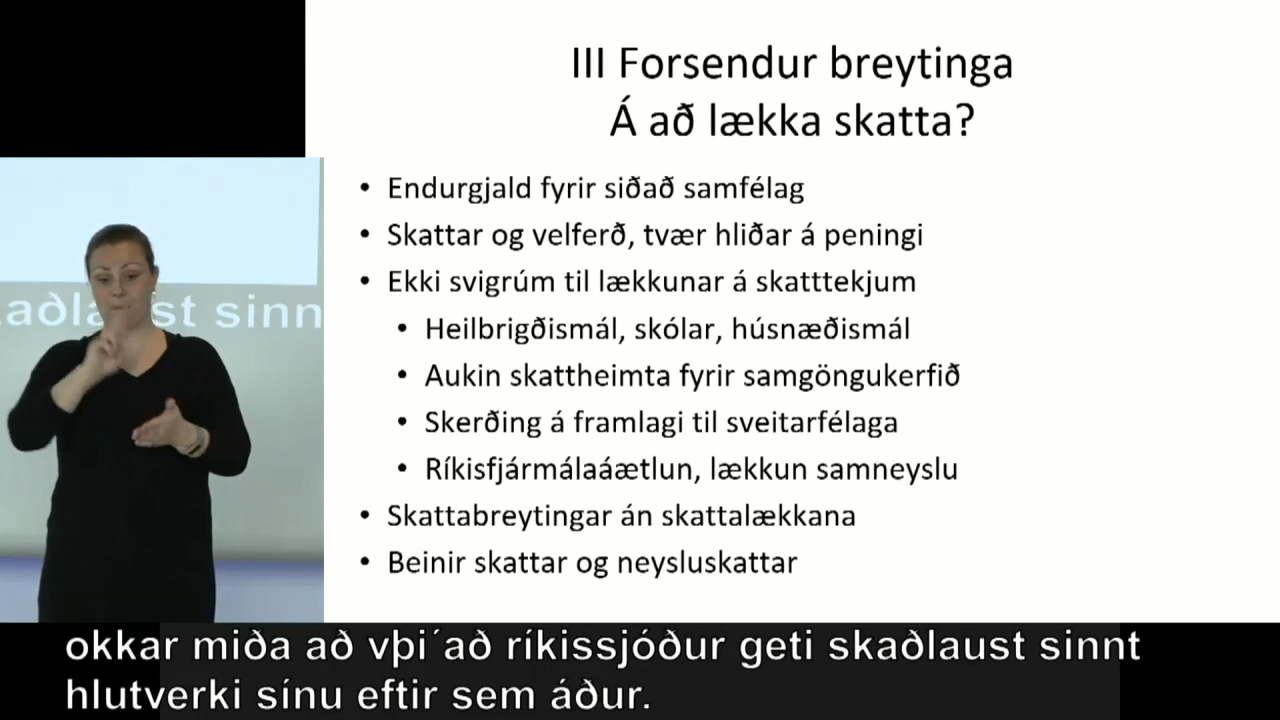 III Forsendur breytinga
Á að lækka skatta?
• Endurgjald fyrir siðað samfélag
• Skattar og velferð, tvær hliðar á peningi
• Ekki svigrúm til lækkunar á skatttekjum
• Heilbrigðismál, skólar, húsnæðismál
• Aukin skattheimta fyrir samgöngukerfið
• Skerðing á framlagi til sveitarfélaga
• Ríkisfjármálaáætlun, lækkun samneyslu
• Skattabreytingar án skattalækkana
• Beinir skattar og neysluskattar
okkar miða að vþi´að ríkissjóður geti skaðlaust sinnt
hlutverki sínu eftir sem áður.